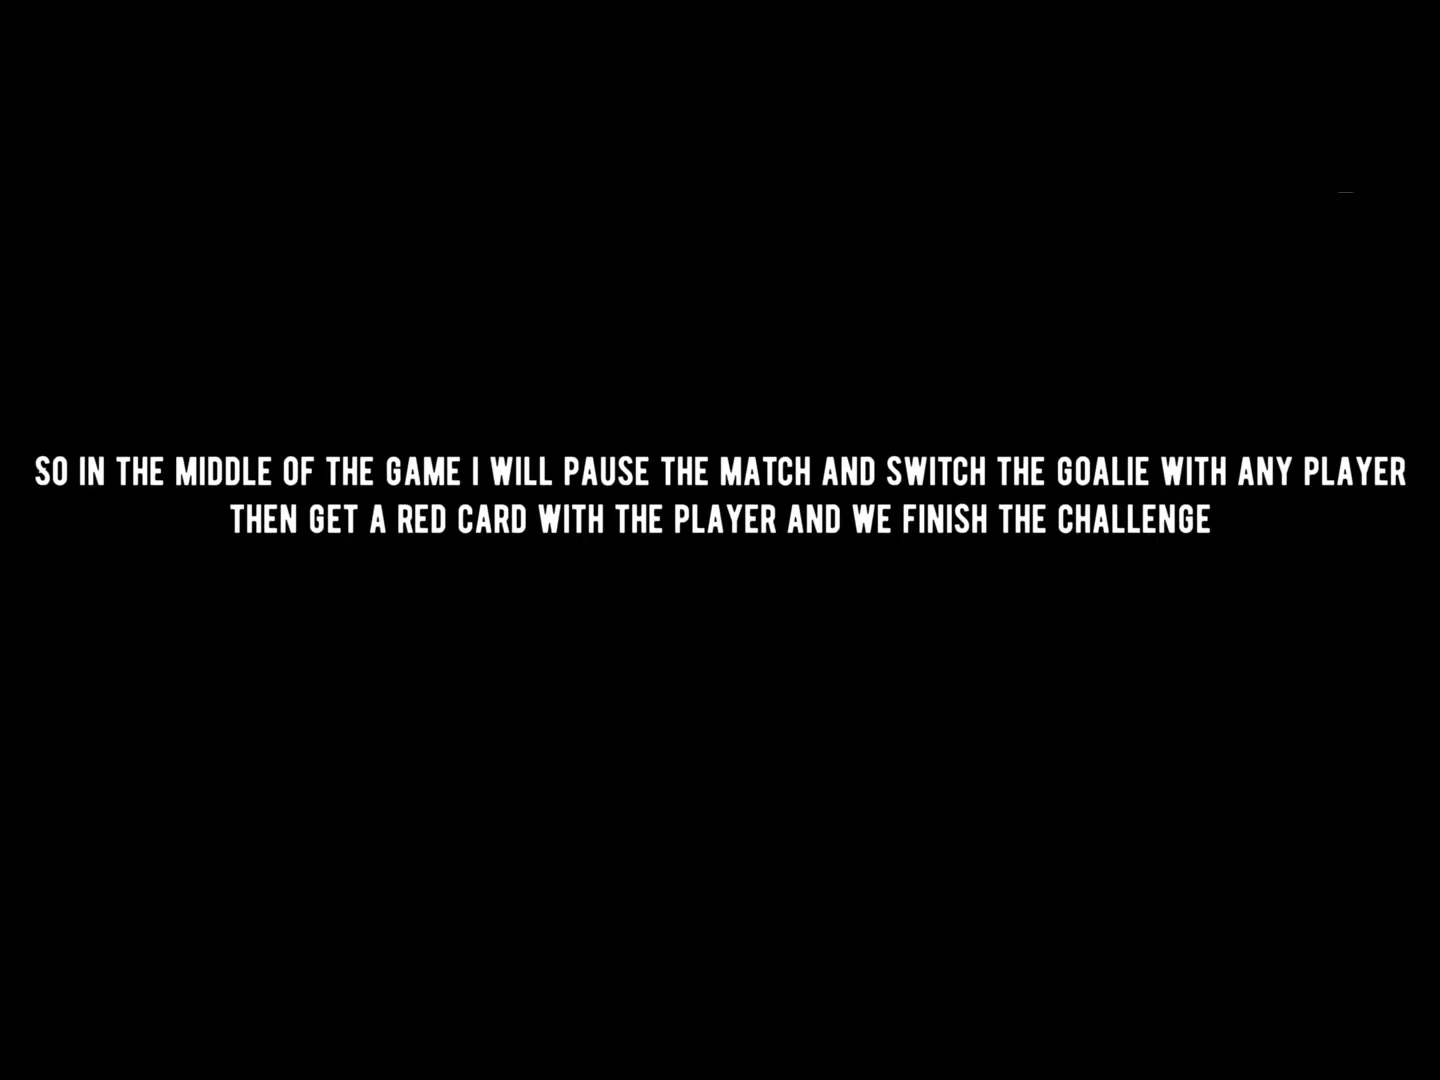 SO IN THE MIDDLE OF THE GAME I WILL PAUSE THE MATCH AND SWITCH THE GOALIE WITH ANY PLAYER
THEN GET A RED CARD WITH THE PLAYER AND WE FINISH THE CHALLENGE